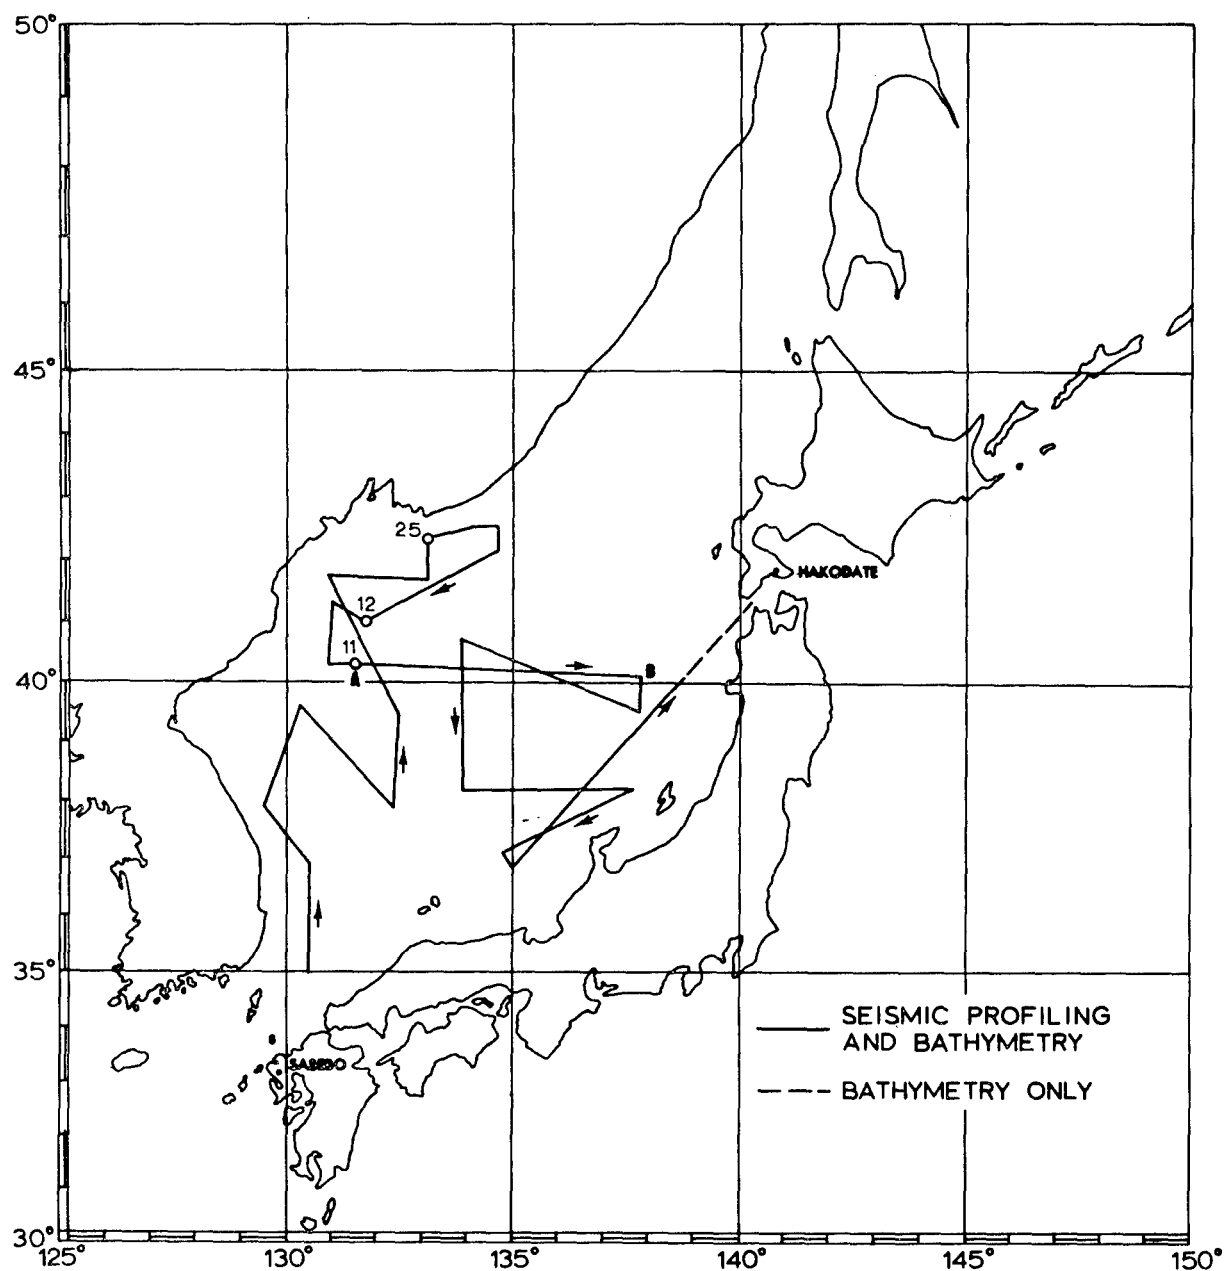 50°
45°
25
HAKODATE
12
11
A
B
40°
35°
SEISMIC PROFILING
AND BATHYMETRY
SASEBO
BATHYMETRY ONLY
30°
125° 130° 135° 140° 145° 150°